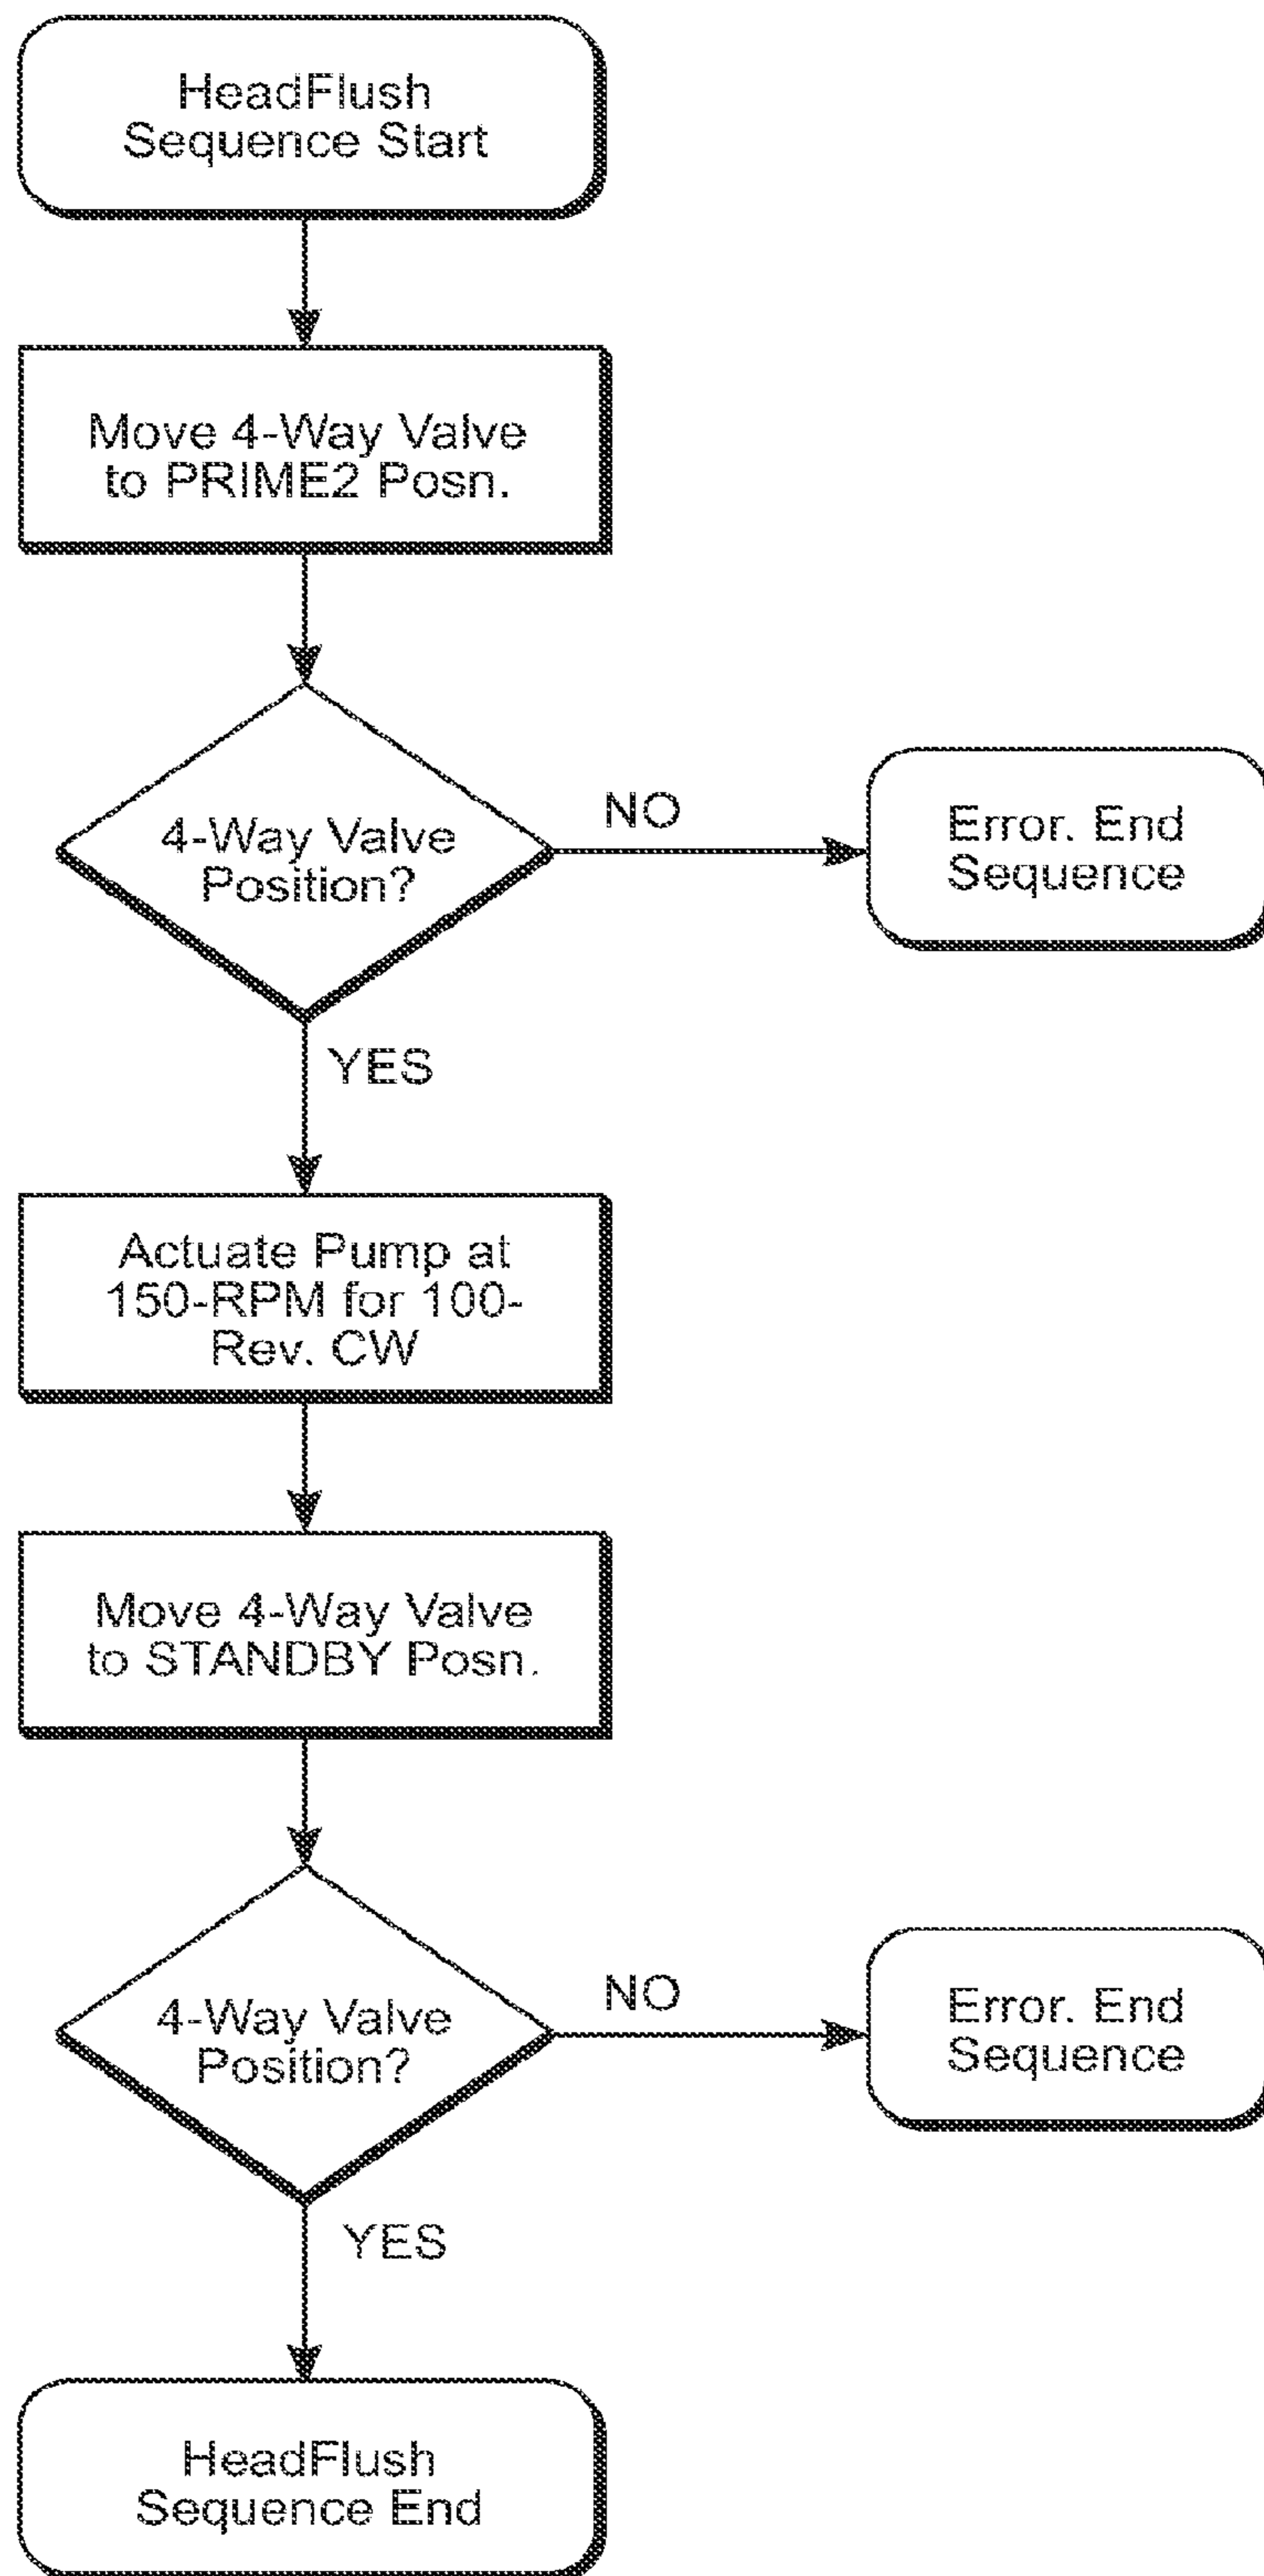 HeadFlush
Sequence Start
Move 4-Way Valve
to PRIME2 Posn.
4-Way Valve
Position?
NO
Error. End
Sequence
YES
Actuate Pump at
150-RPM for 100-
Rev. CW
Move 4-Way Valve
to STANDBY Posn.
4-Way Valve
Position?
NO
Error. End
Sequence
YES
HeadFlush
Sequence End